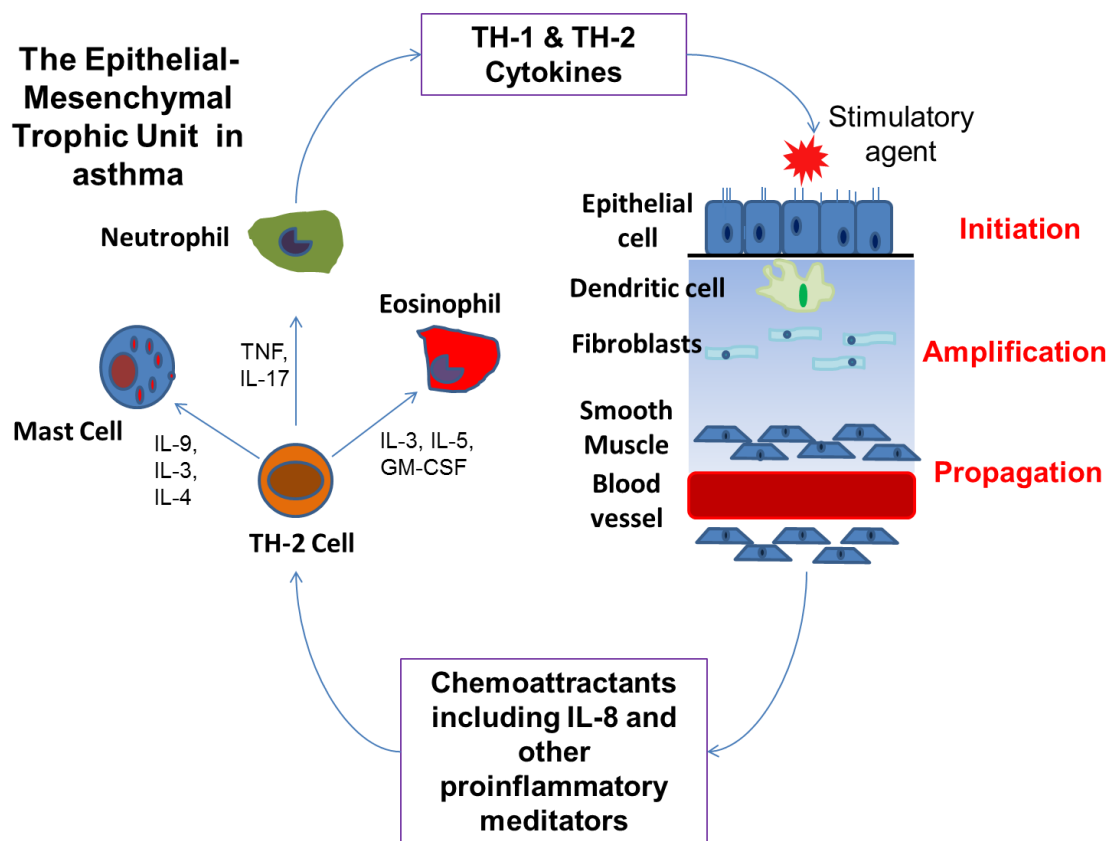 The Epithelial-
Mesenchymal
Trophic Unit in
asthma
TH-1 & TH-2
Cytokines
Stimulatory
agent
Epithelial
cell
Initiation
Neutrophil
Dendritic cell
Eosinophil
Fibroblasts
Amplification
TNF,
IL-17
Mast Cell
IL-9,
IL-3,
IL-4
IL-3, IL-5,
GM-CSF
TH-2 Cell
Smooth
Muscle
Propagation
Blood
vessel
Chemoattractants
including IL-8 and
other
proinflammatory
meditators